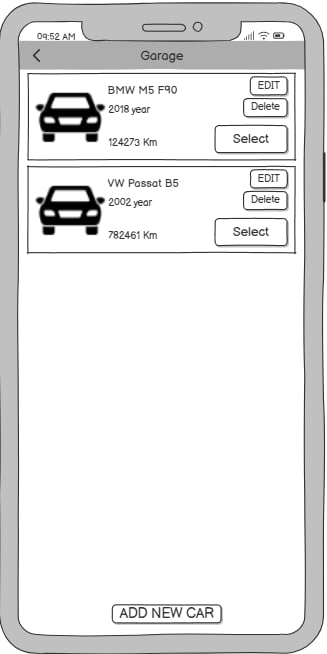 09:52 AM
Garage
BMW M5 F90
EDIT
2018 year
Delete
124273 Km
Select
VW Passat B5
EDIT
2002 year
Delete
782461 Km
Select
ADD NEW CAR